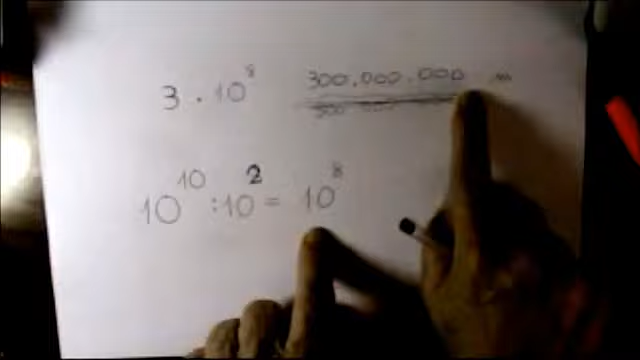 3 . 10⁸ 300.000.000 m
10¹⁰ : 10² = 10⁸